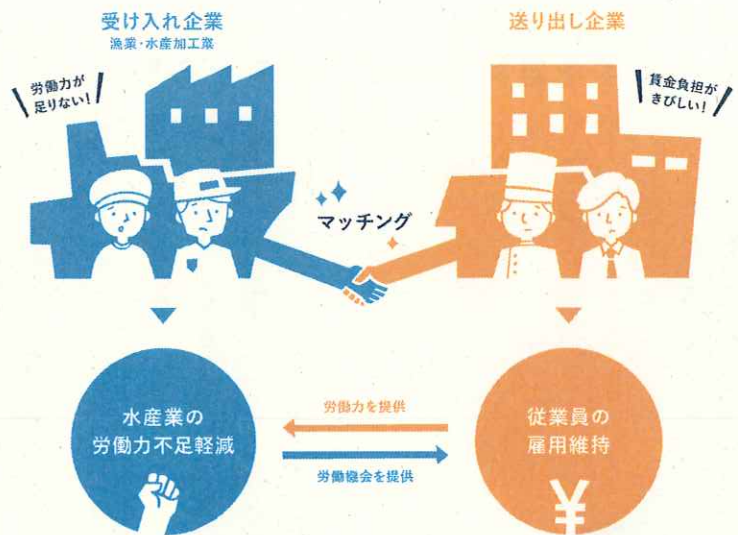 受け入れ企業
漁業・水産加工業
労働力が
足りない!
送り出し企業
賃金負担が
きびしい!
マッチング
水産業の
労働力不足軽減
労働力を提供
労働機会を提供
従業員の
雇用維持
¥